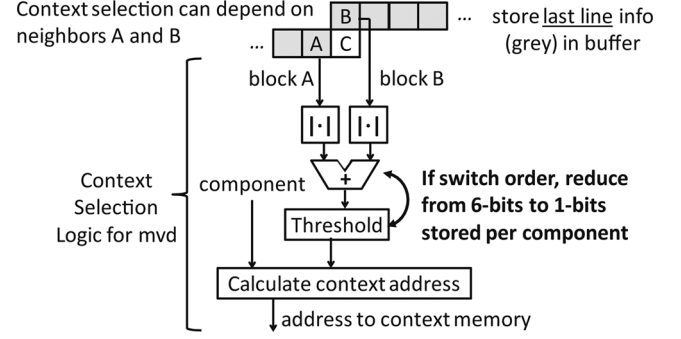 Context selection can depend on
neighbors A and B
B
... store last line info
(grey) in buffer
... A C
block A block B
|·| |·|
+
Context
Selection
Logic for mvd
component
If switch order, reduce
from 6-bits to 1-bits
stored per component
Threshold
Calculate context address
address to context memory